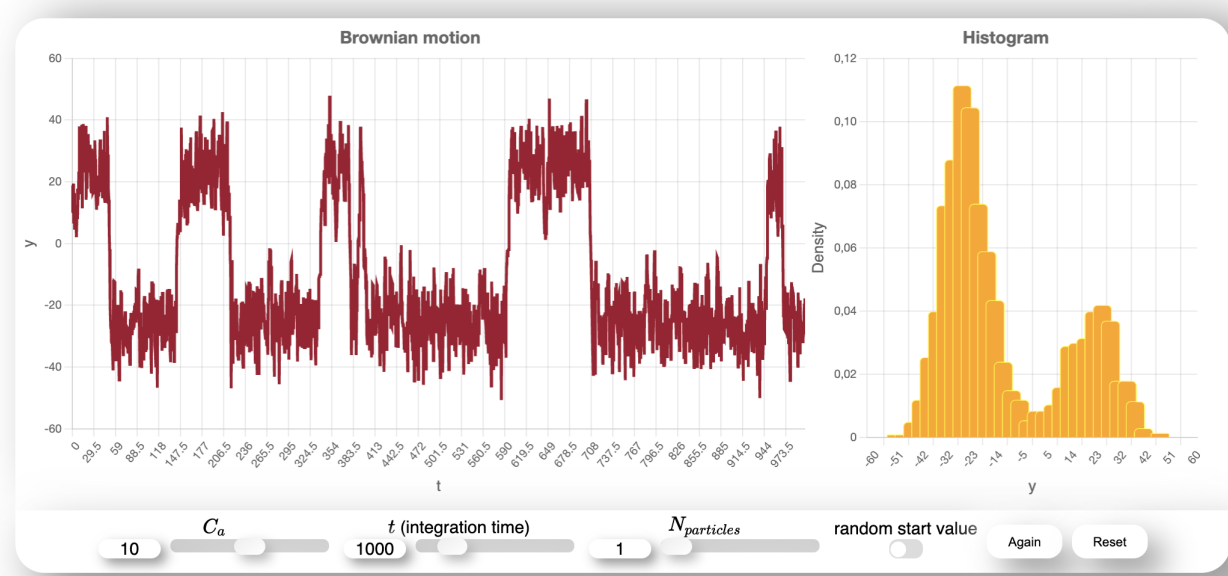 Brownian motion
60
40
20
0
-20
-40
-60
y
0 29.5 59 88.5 118 147.5 177 206.5 236 265.5 295 324.5 354 383.5 413 442.5 472 501.5 531 560.5 590 619.5 649 678.5 708 737.5 767 796.5 826 855.5 885 914.5 944 973.5
t
Histogram
0,12
0,10
0,08
0,06
0,04
0,02
0
Density
-60 -51 -42 -32 -23 -14 -5 5 14 23 32 42 51 60
y
C_a t (integration time) N_particles random start value
10 1000 1 Again Reset